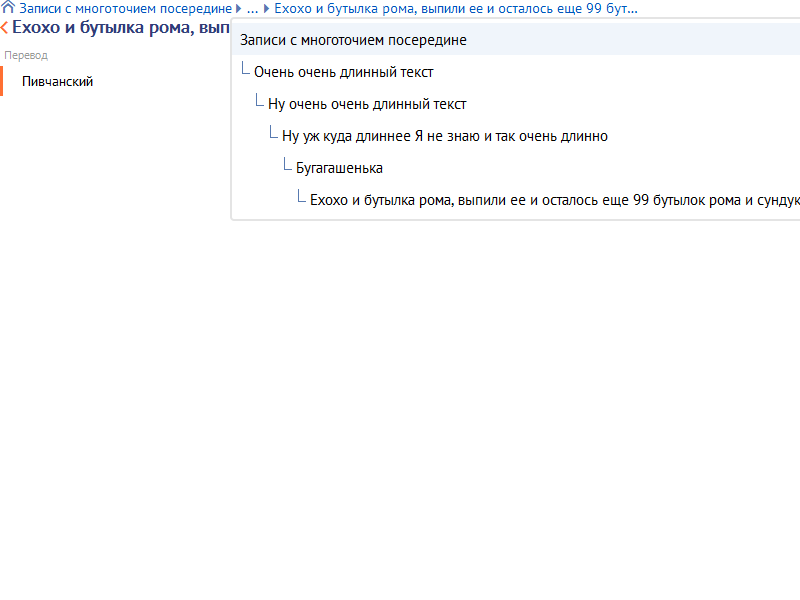 Записи с многоточием посередине ... Ехохо и бутылка рома, выпили ее и осталось еще 99 бут...
Ехохо и бутылка рома, вып
Записи с многоточием посередине
Перевод
Очень очень длинный текст
Пивчанский
Ну очень очень длинный текст
Ну уж куда длиннее Я не знаю и так очень длинно
Бугагашенька
Ехохо и бутылка рома, выпили ее и осталось еще 99 бутылок рома и сундук